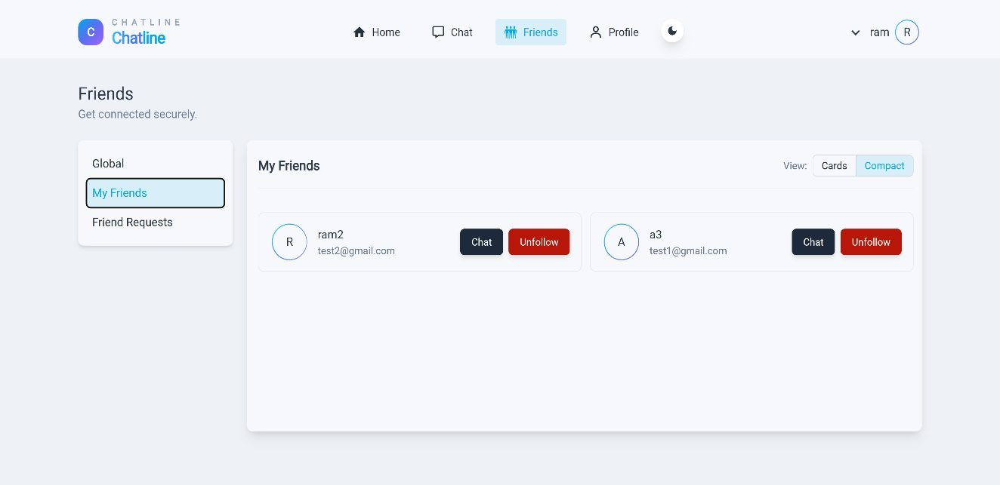 C
CHATLINE
Chatline
Home
Chat
Friends
Profile
ram
R
Friends
Get connected securely.
Global
My Friends
Friend Requests
My Friends
View:
Cards
Compact
R
ram2
test2@gmail.com
Chat
Unfollow
A
a3
test1@gmail.com
Chat
Unfollow